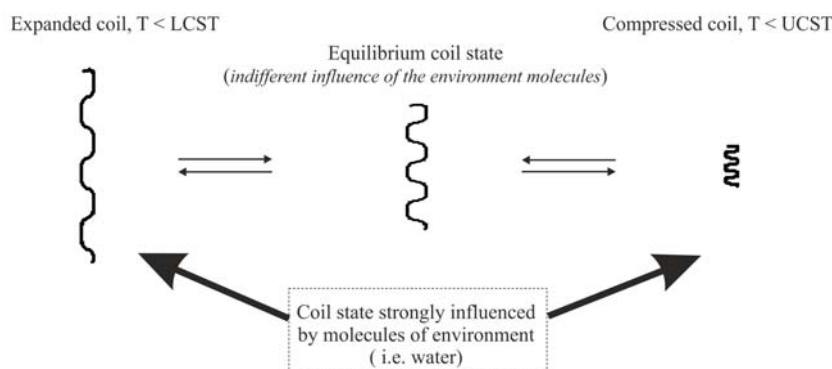 Expanded coil, T < LCST
Compressed coil, T < UCST
Equilibrium coil state
(indifferent influence of the environment molecules)
Coil state strongly influenced
by molecules of environment
( i.e. water)